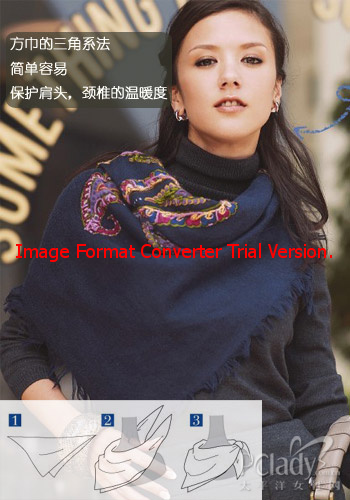 方巾的三角系法
简单容易
保护肩头，颈椎的温暖度
SOMETHING
SOMEONE
Image Format Converter Trial Version.
1 2 3
Pclady
太平洋女性网